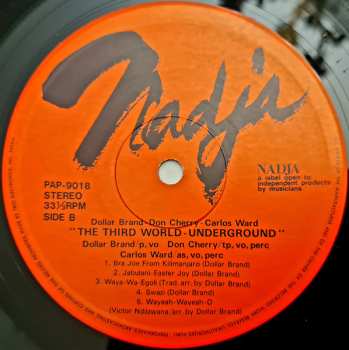 Nadja
NADJA
a label open to
independent products
by musicians.
PAP-9018
STEREO
33⅓RPM
SIDE B
Dollar Brand-Don Cherry-Carlos Ward
"THE THIRD WORLD-UNDERGROUND"
Dollar Brand/p,vo Don Cherry/tp,vo,perc
Carlos Ward/as,vo,perc
1. Bra Joe From Kilimanjaro (Dollar Brand)
2. Jabulani-Easter Joy (Dollar Brand)
3. Waya-Wa-Egoli (Trad.arr by Dollar Brand)
4. Swazi (Dollar Brand)
5. Wayeah-Wayeah-O
(Victor Ndlazwana,arr by Dollar Brand)